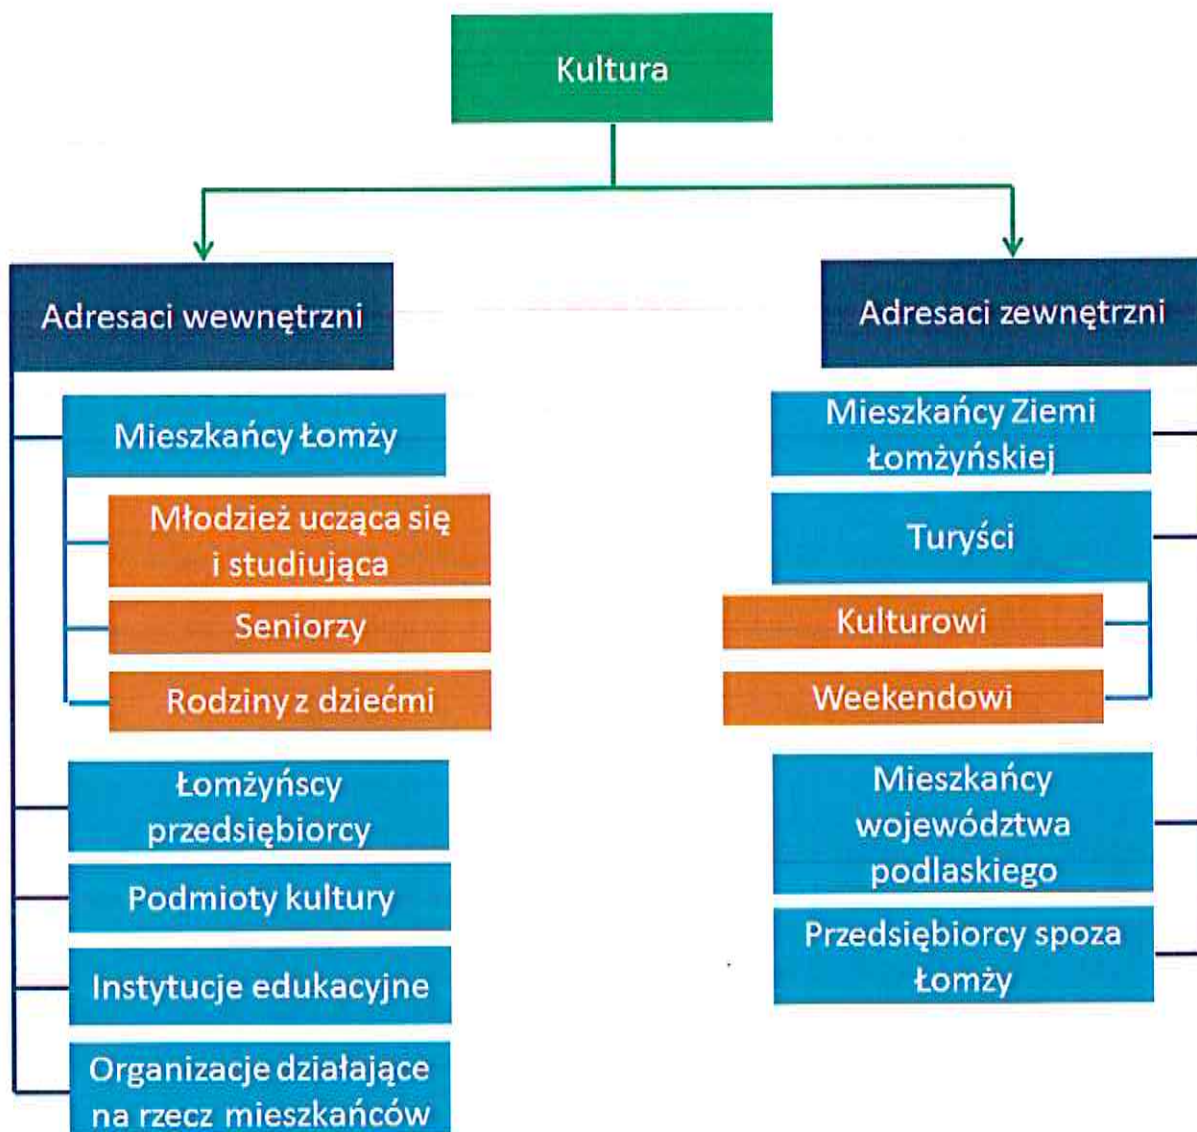 Kultura
Adresaci wewnętrzni
Mieszkańcy Łomży
Młodzież ucząca się
i studiująca
Seniorzy
Rodziny z dziećmi
Łomżyńscy
przedsiębiorcy
Podmioty kultury
Instytucje edukacyjne
Organizacje działające
na rzecz mieszkańców
Adresaci zewnętrzni
Mieszkańcy Ziemi
Łomżyńskiej
Turyści
Kulturowi
Weekendowi
Mieszkańcy
województwa
podlaskiego
Przedsiębiorcy spoza
Łomży